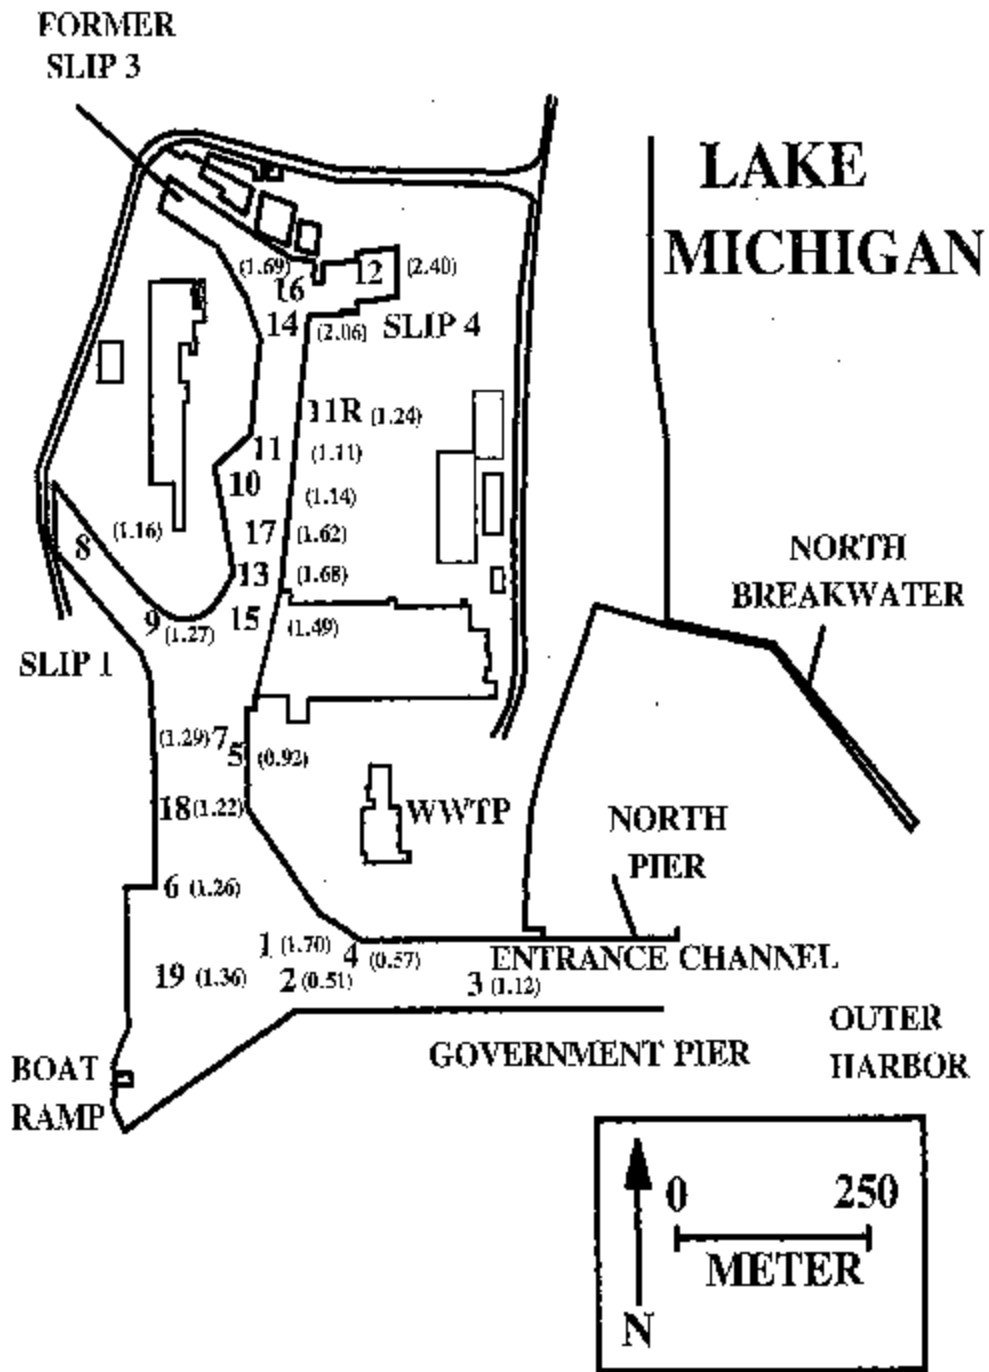 FORMER
SLIP 3
LAKE
MICHIGAN
(1.69)
16
12 (2.40)
14 (2.06) SLIP 4
11R (1.24)
11 (1.11)
10 (1.14)
17 (1.62)
8 (1.16)
13 (1.68)
9 (1.27)
15 (1.49)
SLIP 1
NORTH
BREAKWATER
(1.29) 7
5 (0.92)
18 (1.22)
WWTP
NORTH
PIER
6 (1.26)
1 (1.70)
4 (0.57)
ENTRANCE CHANNEL
19 (1.36)
2 (0.51)
3 (1.12)
OUTER
HARBOR
GOVERNMENT PIER
BOAT
RAMP
0 250
METER
N